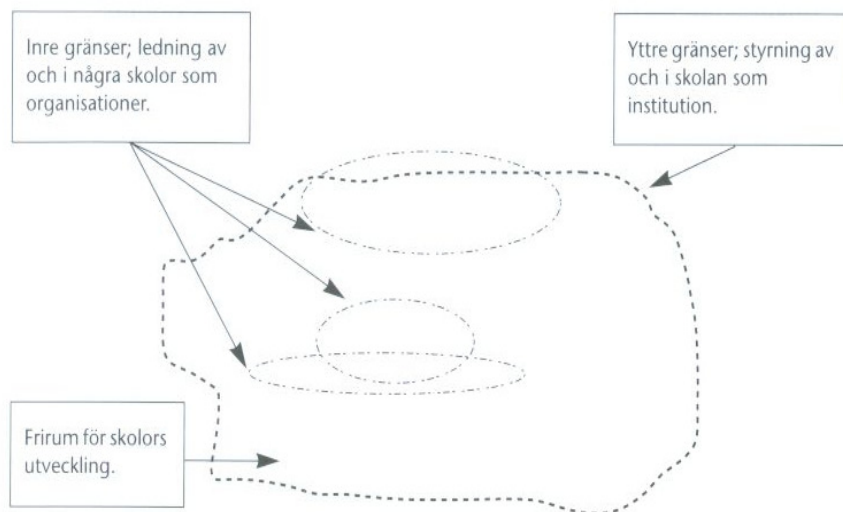 Inre gränser; ledning av
och i några skolor som
organisationer.
Yttre gränser; styrning av
och i skolan som
institution.
Frirum för skolors
utveckling.